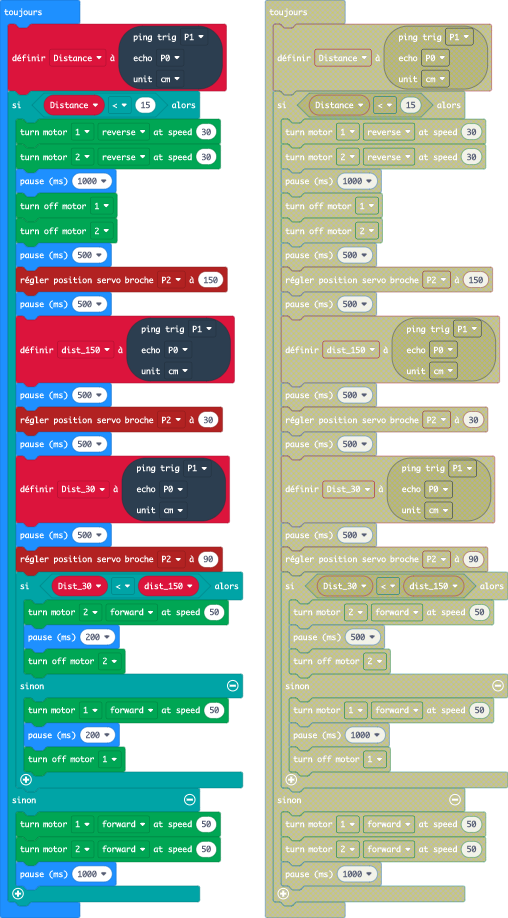 toujours
définir Distance à ping trig P1
echo P0
unit cm
si Distance < 15 alors
turn motor 1 reverse at speed 30
turn motor 2 reverse at speed 30
pause (ms) 1000
turn off motor 1
turn off motor 2
pause (ms) 500
régler position servo broche P2 à 150
pause (ms) 500
définir dist_150 à ping trig P1
echo P0
unit cm
pause (ms) 500
régler position servo broche P2 à 30
pause (ms) 500
définir Dist_30 à ping trig P1
echo P0
unit cm
pause (ms) 500
régler position servo broche P2 à 90
si Dist_30 < dist_150 alors
turn motor 2 forward at speed 50
pause (ms) 200
turn off motor 2
sinon
turn motor 1 forward at speed 50
pause (ms) 200
turn off motor 1
sinon
turn motor 1 forward at speed 50
turn motor 2 forward at speed 50
pause (ms) 1000
toujours
définir Distance à ping trig P1
echo P0
unit cm
si Distance < 15 alors
turn motor 1 reverse at speed 30
turn motor 2 reverse at speed 30
pause (ms) 1000
turn off motor 1
turn off motor 2
pause (ms) 500
régler position servo broche P2 à 150
pause (ms) 500
définir dist_150 à ping trig P1
echo P0
unit cm
pause (ms) 500
régler position servo broche P2 à 30
pause (ms) 500
définir Dist_30 à ping trig P1
echo P0
unit cm
pause (ms) 500
régler position servo broche P2 à 90
si Dist_30 < dist_150 alors
turn motor 2 forward at speed 50
pause (ms) 500
turn off motor 2
sinon
turn motor 1 forward at speed 50
pause (ms) 1000
turn off motor 1
sinon
turn motor 1 forward at speed 50
turn motor 2 forward at speed 50
pause (ms) 1000